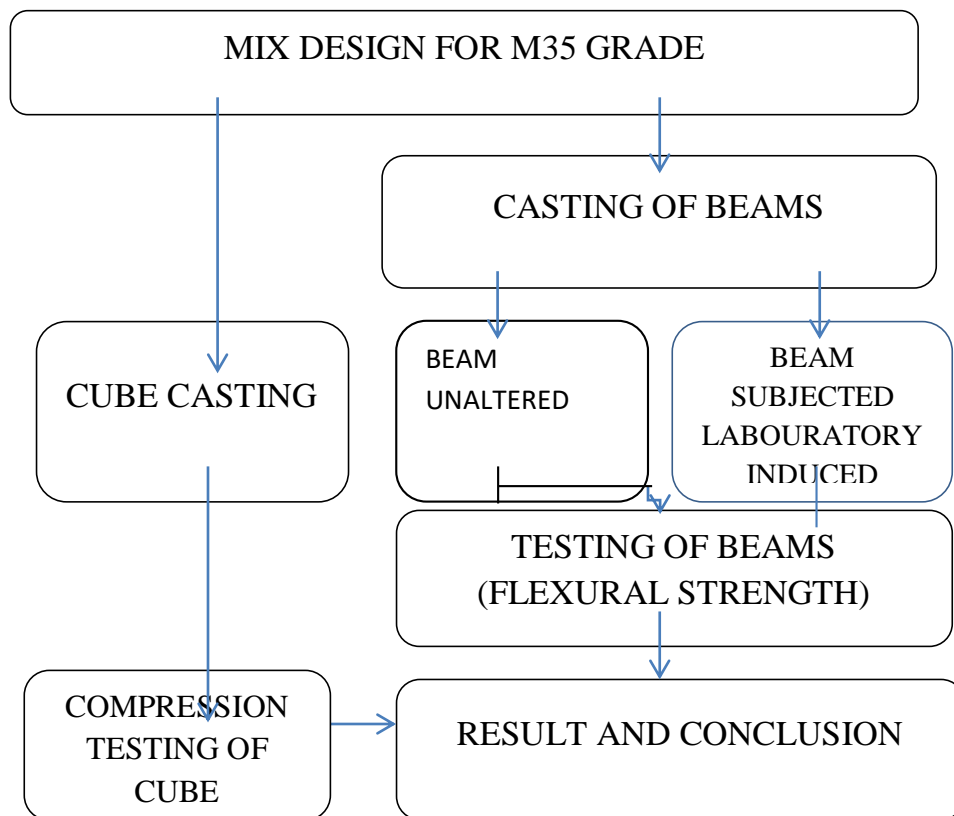 MIX DESIGN FOR M35 GRADE
CASTING OF BEAMS
CUBE CASTING
BEAM
UNALTERED
BEAM
SUBJECTED
LABOURATORY
INDUCED
TESTING OF BEAMS
(FLEXURAL STRENGTH)
COMPRESSION
TESTING OF
CUBE
RESULT AND CONCLUSION